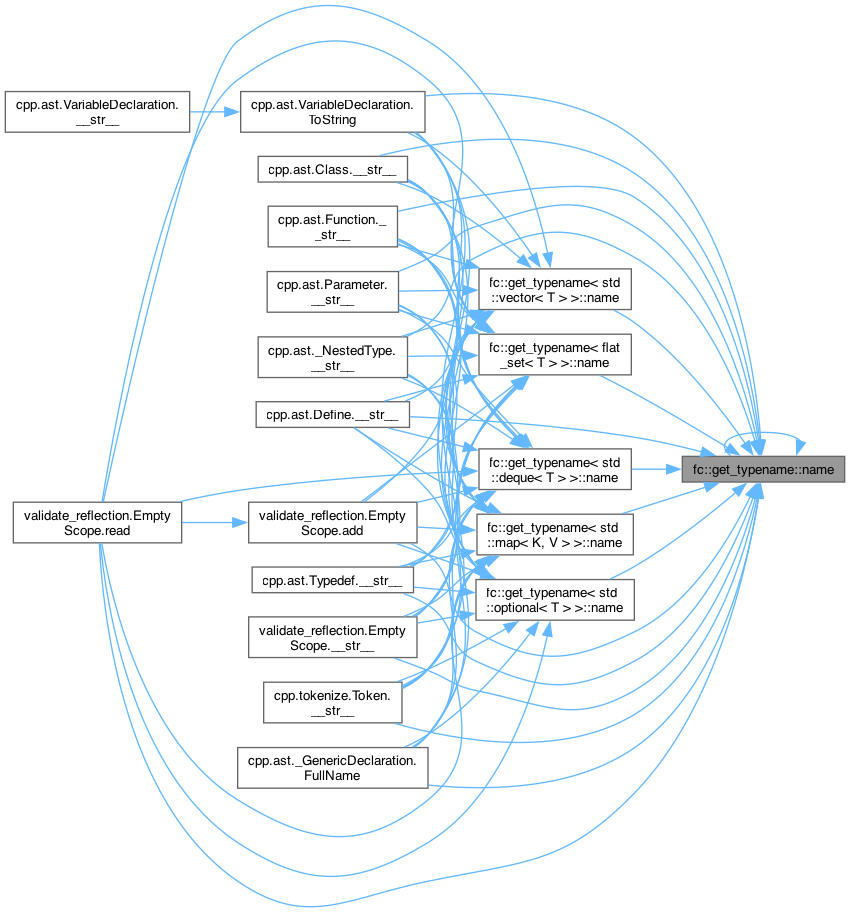 cpp.ast.VariableDeclaration.
__str__
cpp.ast.VariableDeclaration.
ToString
cpp.ast.Class.__str__
cpp.ast.Function._
_str__
cpp.ast.Parameter.
__str__
cpp.ast._NestedType.
__str__
cpp.ast.Define.__str__
validate_reflection.Empty
Scope.read
validate_reflection.Empty
Scope.add
cpp.ast.Typedef.__str__
validate_reflection.Empty
Scope.__str__
cpp.tokenize.Token.
__str__
cpp.ast._GenericDeclaration.
FullName
fc::get_typename< std
::vector< T > >::name
fc::get_typename< flat
_set< T > >::name
fc::get_typename< std
::deque< T > >::name
fc::get_typename< std
::map< K, V > >::name
fc::get_typename< std
::optional< T > >::name
fc::get_typename::name